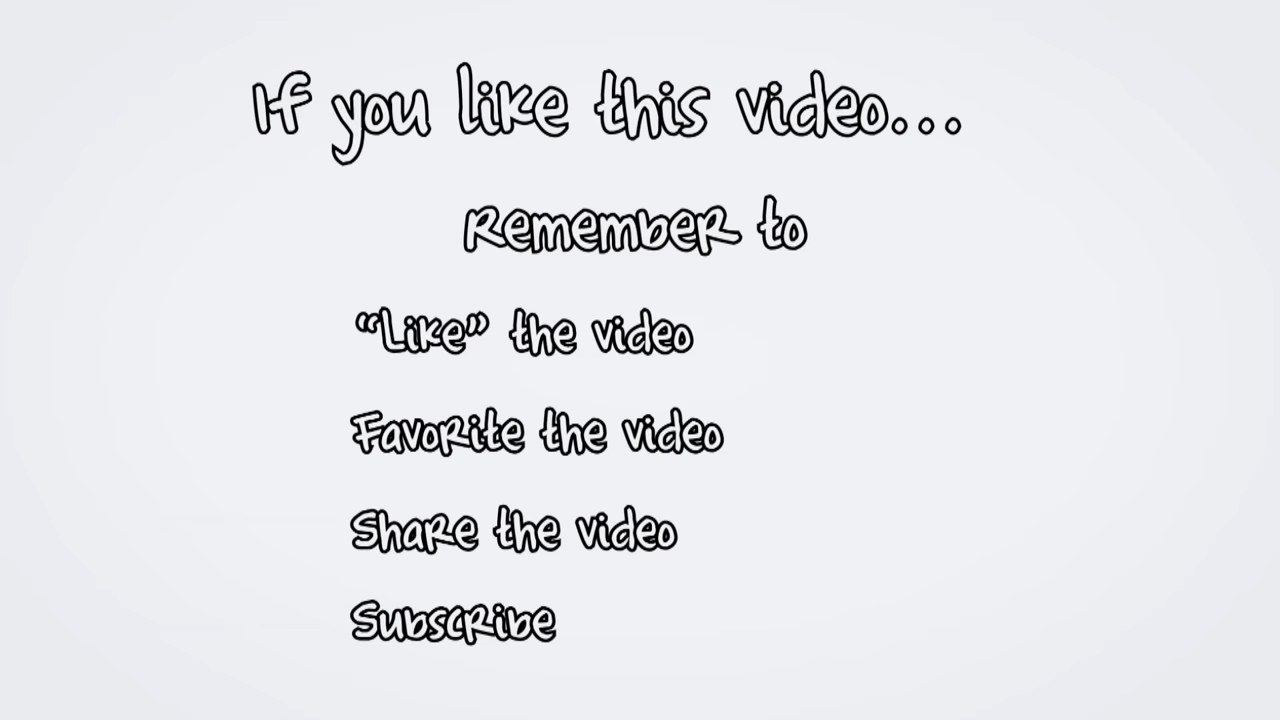 If you like this video...
Remember to
“Like” the video
Favorite the video
Share the video
Subscribe